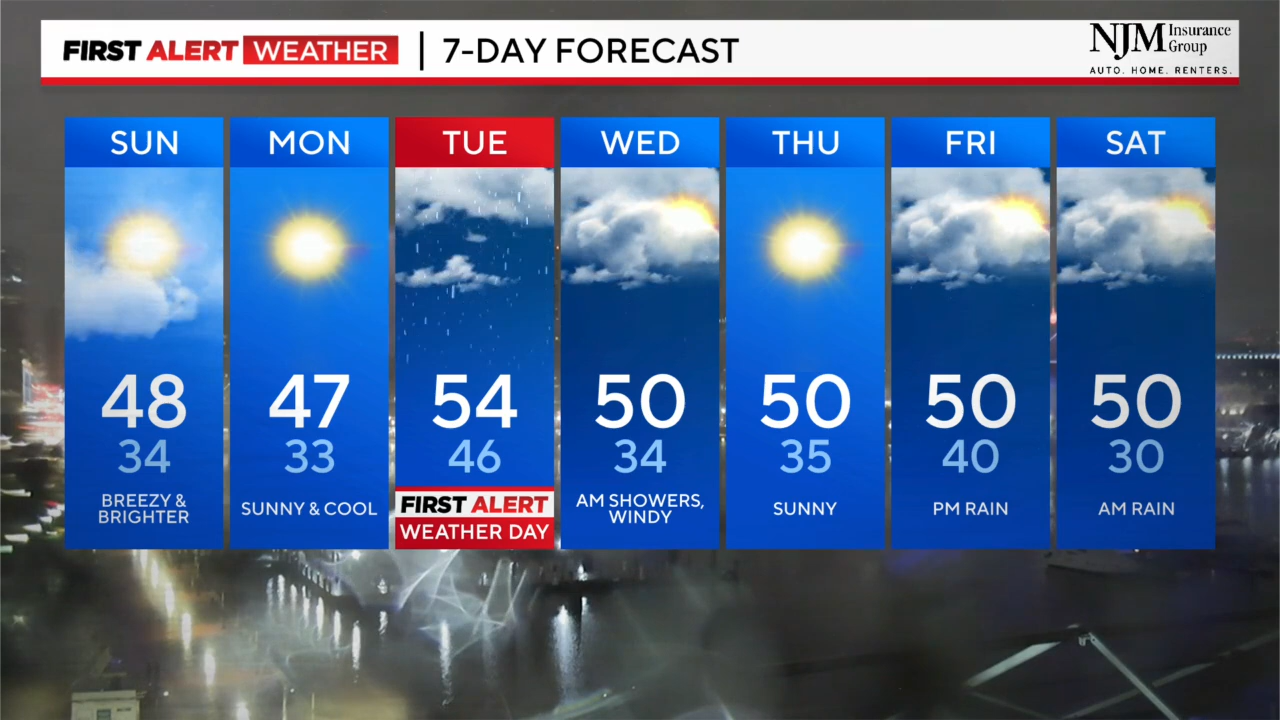 FIRST ALERT WEATHER | 7-DAY FORECAST
NJM Insurance
Group
AUTO. HOME. RENTERS.
SUN
48
34
BREEZY &
BRIGHTER
MON
47
33
SUNNY & COOL
TUE
54
46
FIRST ALERT
WEATHER DAY
WED
50
34
AM SHOWERS,
WINDY
THU
50
35
SUNNY
FRI
50
40
PM RAIN
SAT
50
30
AM RAIN